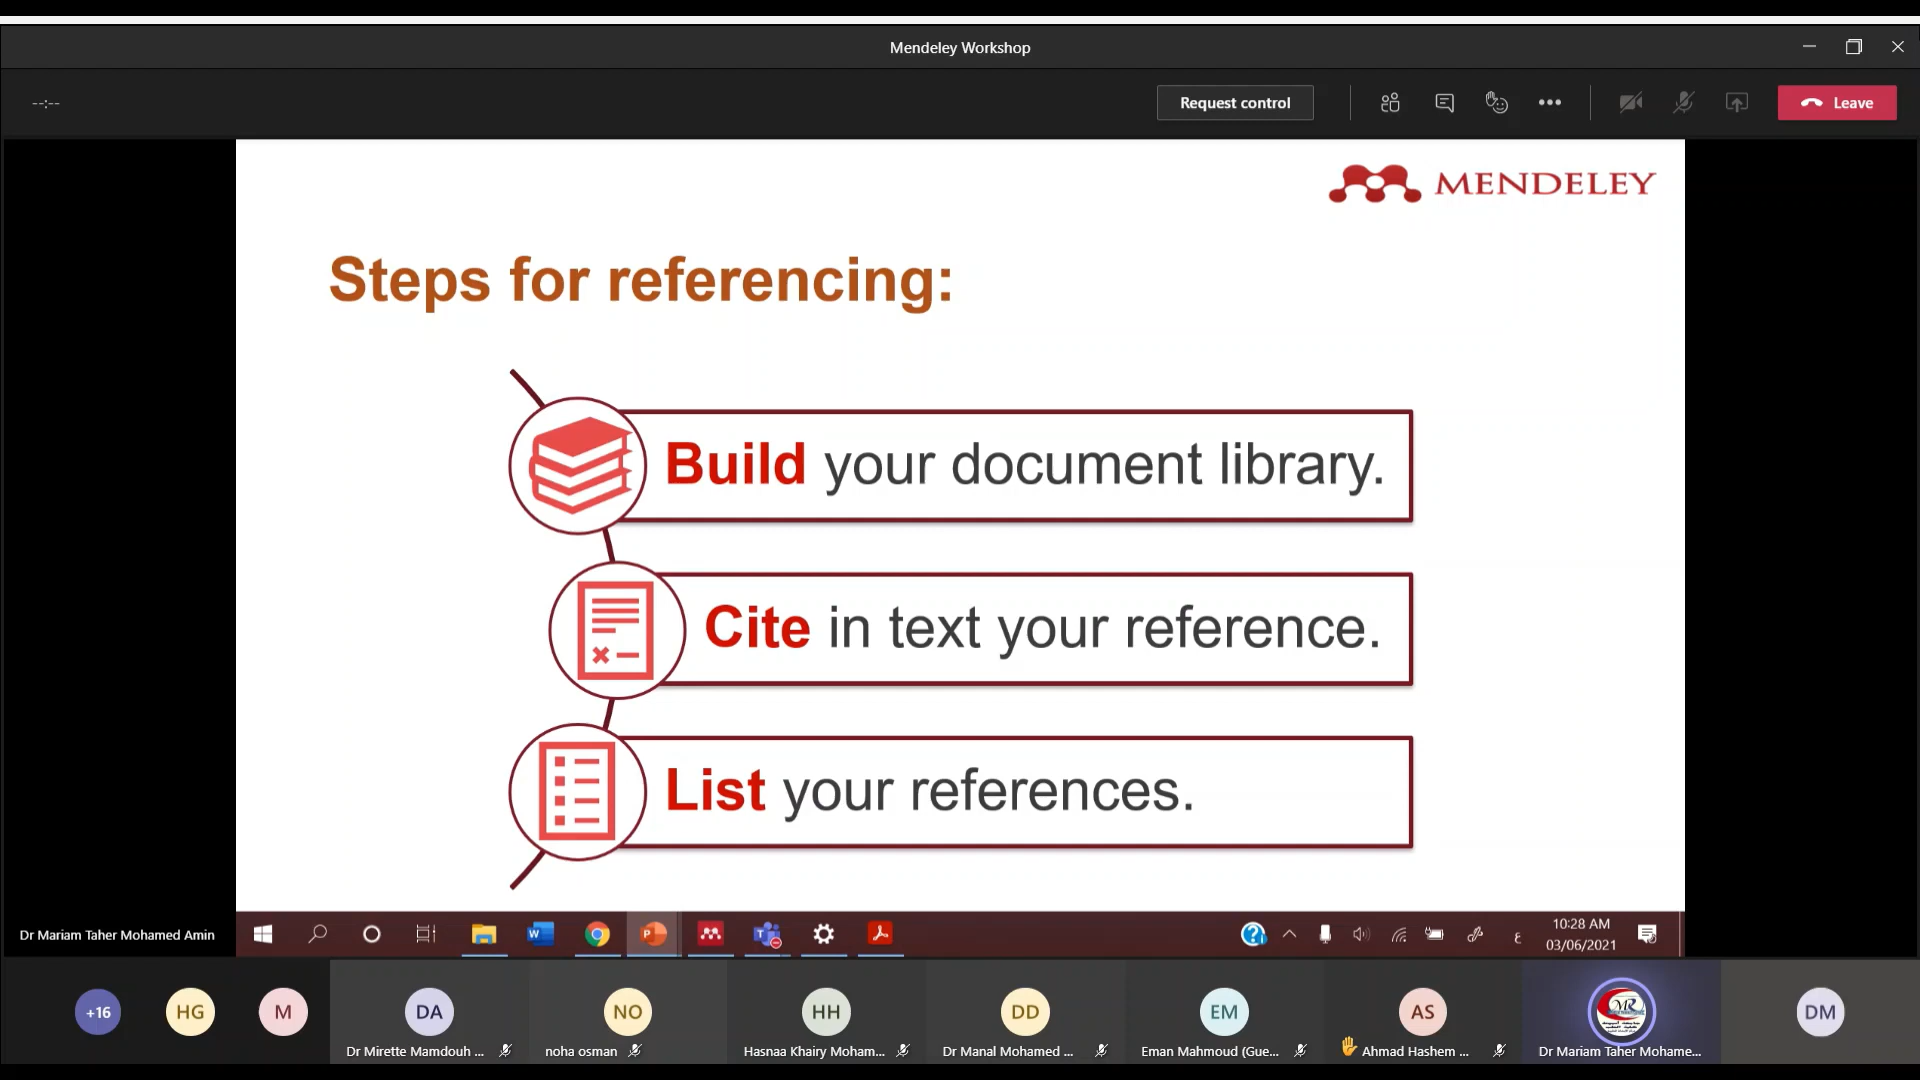 Mendeley Workshop
--:--
Request control
Leave
MENDELEY
Steps for referencing:
Build your document library.
Cite in text your reference.
List your references.
Dr Mariam Taher Mohamed Amin
ع
10:28 AM
03/06/2021
+16
HG
M
DA
NO
HH
DD
EM
AS
MR
DM
Dr Mirette Mamdouh ...
noha osman
Hasnaa Khairy Moham...
Dr Manal Mohamed ...
Eman Mahmoud (Gue...
Ahmad Hashem ...
Dr Mariam Taher Mohame...